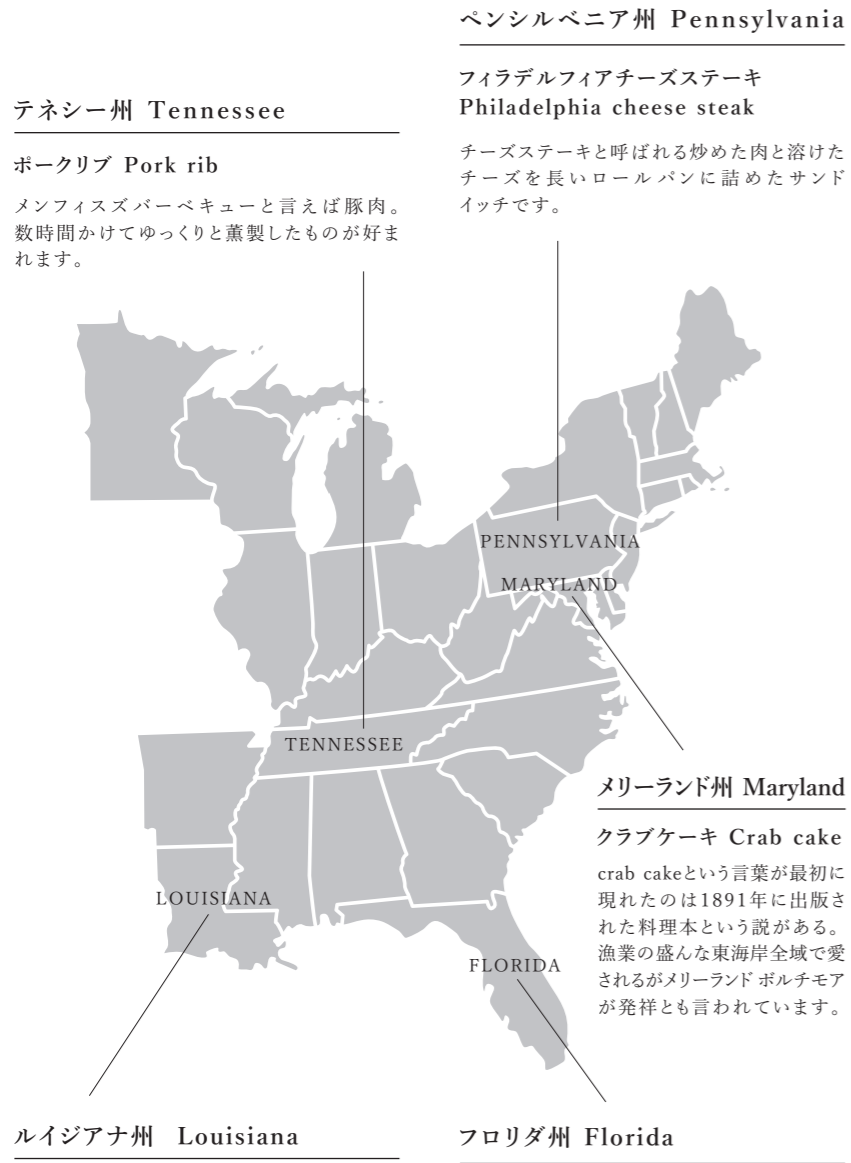 ペンシルベニア州 Pennsylvania
フィラデルフィアチーズステーキ
Philadelphia cheese steak
チーズステーキと呼ばれる炒めた肉と溶けた
チーズを長いロールパンに詰めたサンド
イッチです。
テネシー州 Tennessee
ポークリブ Pork rib
メンフィスズバーベキューと言えば豚肉。
数時間かけてゆっくりと薫製したものが好ま
れます。
PENNSYLVANIA
MARYLAND
TENNESSEE
LOUISIANA
FLORIDA
メリーランド州 Maryland
クラブケーキ Crab cake
crab cakeという言葉が最初に
現れたのは1891年に出版さ
れた料理本という説がある。
漁業の盛んな東海岸全域で愛
されるがメリーランド ボルチモア
が発祥とも言われています。
ルイジアナ州 Louisiana
フロリダ州 Florida